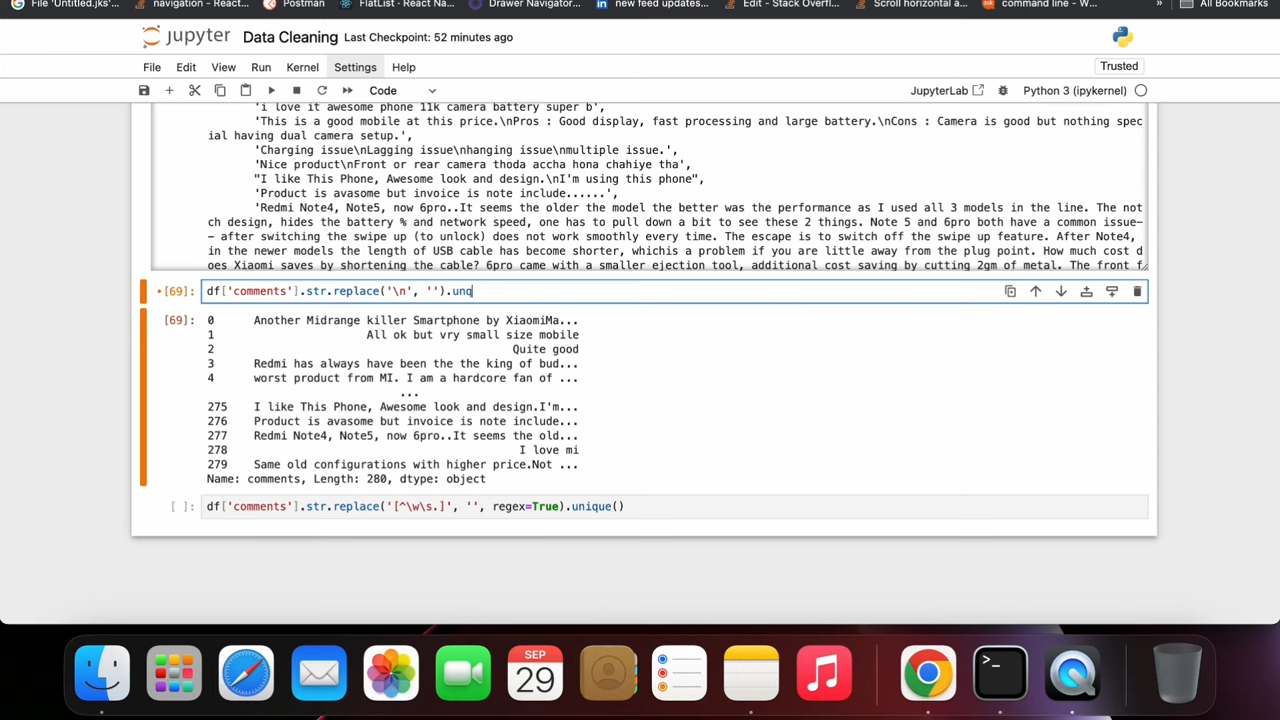 File 'Untitled.jks'...
navigation - React...
Postman
FlatList · React Na...
Drawer Navigator...
new feed updates...
Edit - Stack Overfl...
Scroll horizontal a...
command line - W...
»
All Bookmarks
jupyter Data Cleaning Last Checkpoint: 52 minutes ago
File Edit View Run Kernel Settings Help
Trusted
Code
JupyterLab
Python 3 (ipykernel)
'i love it awesome phone 11k camera battery super b',
'This is a good mobile at this price.\nPros : Good display, fast processing and large battery.\nCons : Camera is good but nothing spec
ial having dual camera setup.',
'Charging issue\nLagging issue\nhanging issue\nmultiple issue.',
'Nice product\nFront or rear camera thoda accha hona chahiye tha',
"I like This Phone, Awesome look and design.\nI'm using this phone",
'Product is avasome but invoice is note include......',
'Redmi Note4, Note5, now 6pro..It seems the older the model the better was the performance as I used all 3 models in the line. The not
ch design, hides the battery % and network speed, one has to pull down a bit to see these 2 things. Note 5 and 6pro both have a common issue-
- after switching the swipe up (to unlock) does not work smoothly every time. The escape is to switch off the swipe up feature. After Note4,
in the newer models the length of USB cable has become shorter, whichis a problem if you are little away from the plug point. How much cost d
oes Xiaomi saves by shortening the cable? 6pro came with a smaller ejection tool, additional cost saving by cutting 2gm of metal. The front f
•[69]: df['comments'].str.replace('\n', '').unq
[69]: 0 Another Midrange killer Smartphone by XiaomiMa...
1 All ok but vry small size mobile
2 Quite good
3 Redmi has always have been the the king of bud...
4 worst product from MI. I am a hardcore fan of ...
...
275 I like This Phone, Awesome look and design.I'm...
276 Product is avasome but invoice is note include...
277 Redmi Note4, Note5, now 6pro..It seems the old...
278 I love mi
279 Same old configurations with higher price.Not ...
Name: comments, Length: 280, dtype: object
[ ]: df['comments'].str.replace('[^\w\s.]', '', regex=True).unique()
SEP
29
>_